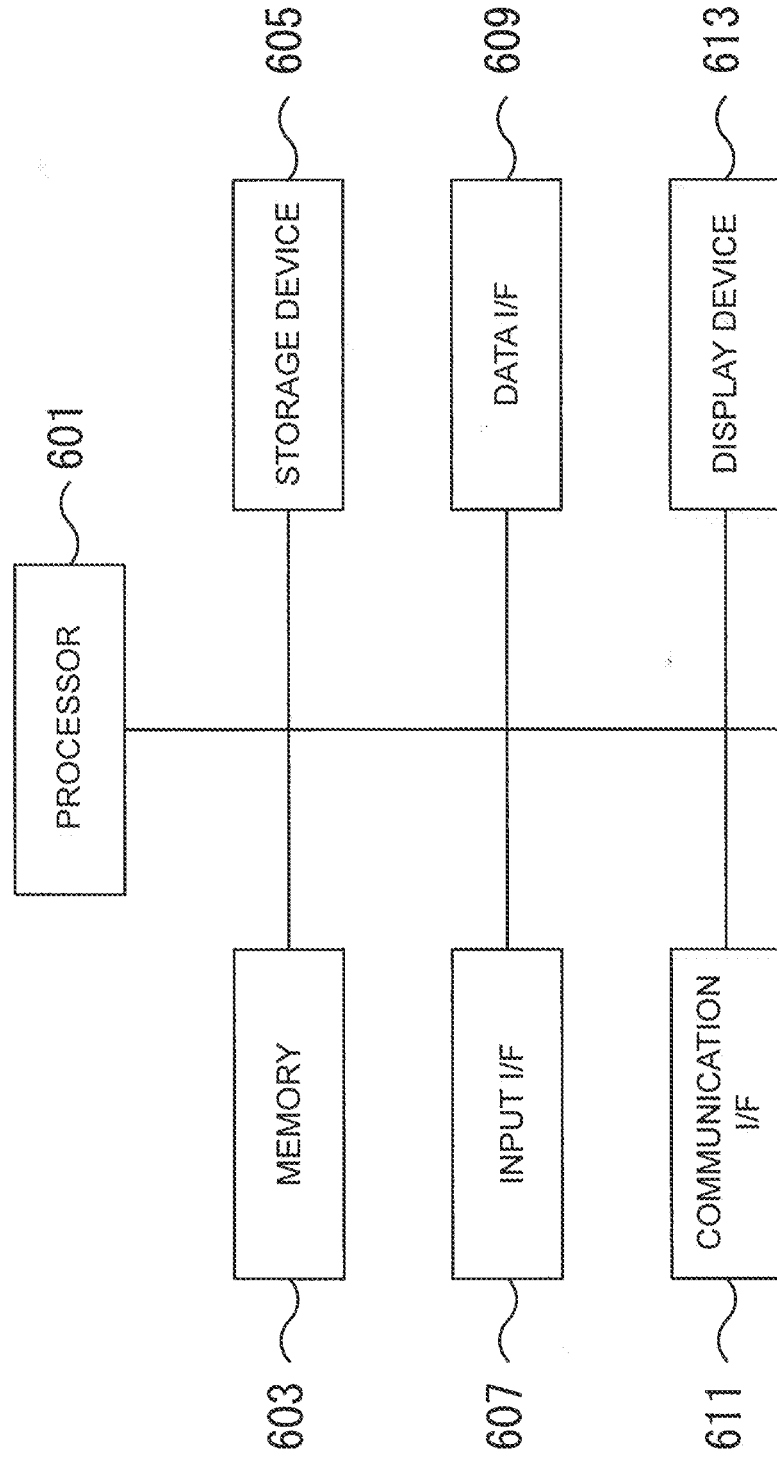 PROCESSOR
601
MEMORY
603
STORAGE DEVICE
605
INPUT I/F
607
DATA I/F
609
COMMUNICATION
I/F
611
DISPLAY DEVICE
613